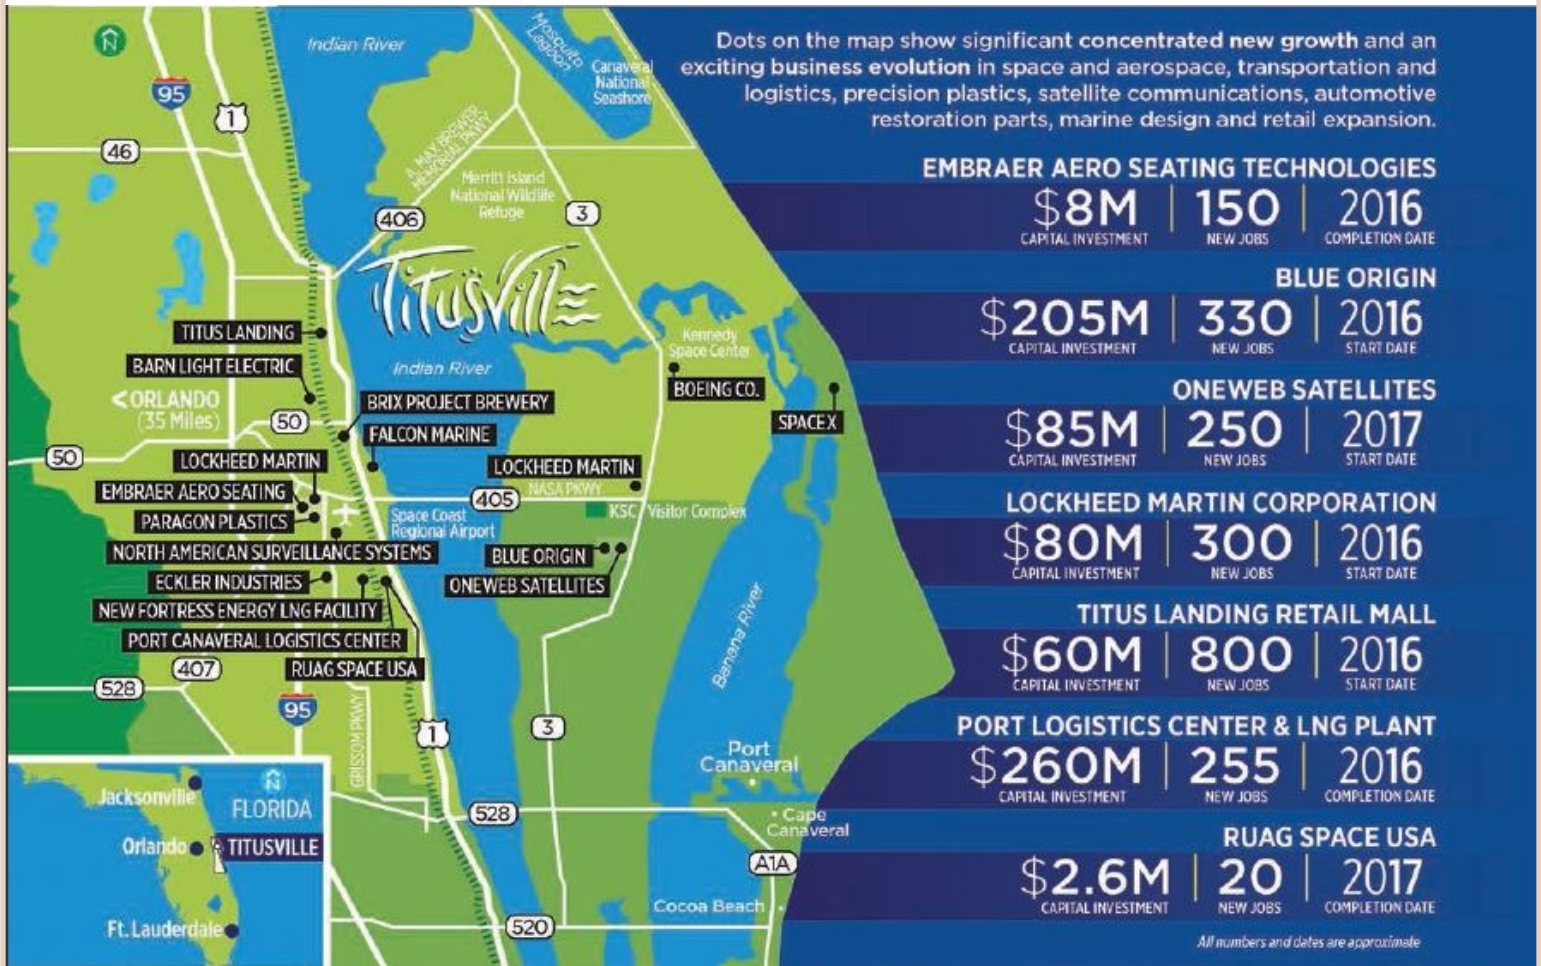 Dots on the map show significant concentrated new growth and an
exciting business evolution in space and aerospace, transportation and
logistics, precision plastics, satellite communications, automotive
restoration parts, marine design and retail expansion.
EMBRAER AERO SEATING TECHNOLOGIES
$8M 150 2016
CAPITAL INVESTMENT NEW JOBS COMPLETION DATE
BLUE ORIGIN
$205M 330 2016
CAPITAL INVESTMENT NEW JOBS START DATE
ONEWEB SATELLITES
$85M 250 2017
CAPITAL INVESTMENT NEW JOBS START DATE
LOCKHEED MARTIN CORPORATION
$80M 300 2016
CAPITAL INVESTMENT NEW JOBS START DATE
TITUS LANDING RETAIL MALL
$60M 800 2016
CAPITAL INVESTMENT NEW JOBS START DATE
PORT LOGISTICS CENTER & LNG PLANT
$260M 255 2016
CAPITAL INVESTMENT NEW JOBS COMPLETION DATE
RUAG SPACE USA
$2.6M 20 2017
CAPITAL INVESTMENT NEW JOBS COMPLETION DATE
All numbers and dates are approximate
N
Indian River
Mosquito
Lagoon
Canaveral
National
Seashore
95
1
46
A. MAX BREWER
MEMORIAL PKWY
Merritt Island
National Wildlife
Refuge
406
3
Titusville
TITUS LANDING
Kennedy
Space Center
BARN LIGHT ELECTRIC
Indian River
BOEING CO.
<ORLANDO
(35 Miles)
BRIX PROJECT BREWERY
SPACEX
50
FALCON MARINE
50
LOCKHEED MARTIN
LOCKHEED MARTIN
EMBRAER AERO SEATING
NASA PKWY
405
PARAGON PLASTICS
Space Coast
Regional Airport
KSC Visitor Complex
NORTH AMERICAN SURVEILLANCE SYSTEMS
BLUE ORIGIN
ECKLER INDUSTRIES
ONEWEB SATELLITES
NEW FORTRESS ENERGY LNG FACILITY
PORT CANAVERAL LOGISTICS CENTER
Banana River
407
RUAG SPACE USA
528
95
GRISSOM PKWY
1
3
Port
Canaveral
528
Cape
Canaveral
A1A
Cocoa Beach
520
N
Jacksonville
FLORIDA
Orlando
TITUSVILLE
Ft. Lauderdale